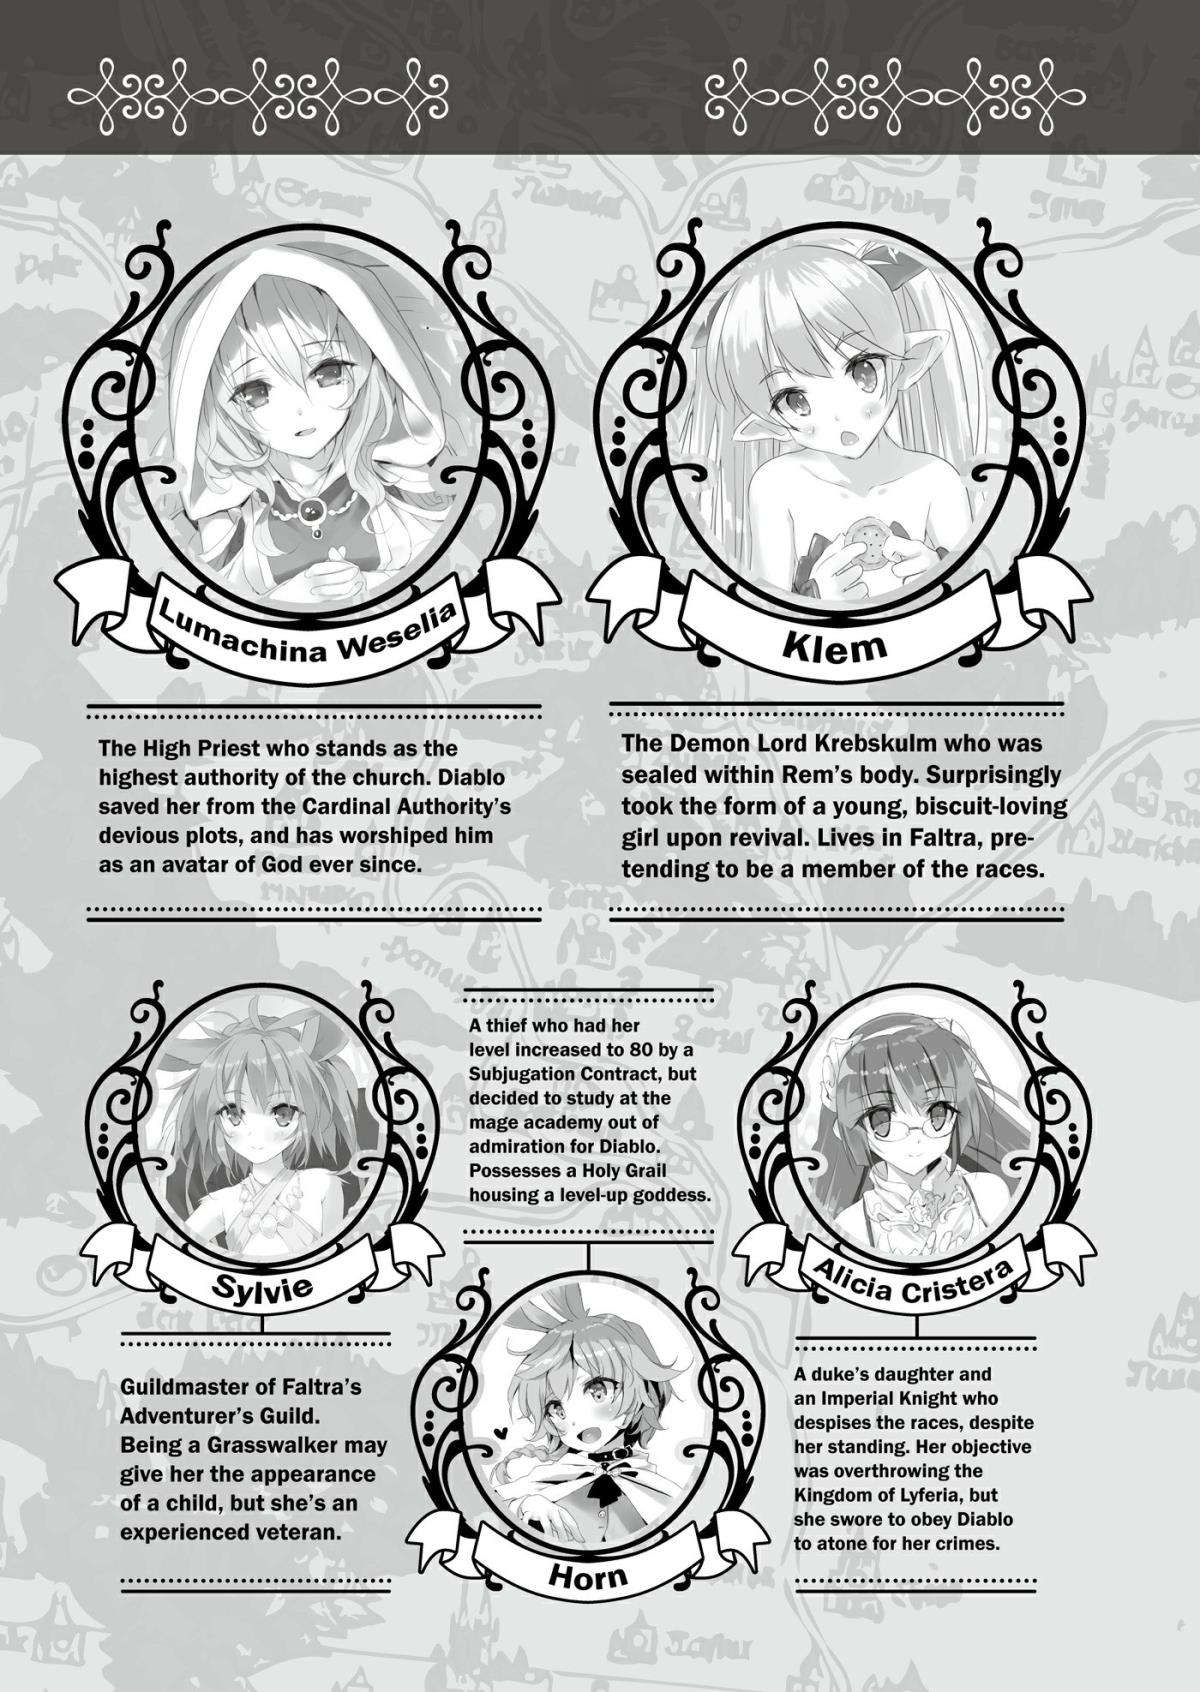 Lumachina Weselia
The High Priest who stands as the
highest authority of the church. Diablo
saved her from the Cardinal Authority's
devious plots, and has worshiped him
as an avatar of God ever since.
Klem
The Demon Lord Krebskulm who was
sealed within Rem's body. Surprisingly
took the form of a young, biscuit-loving
girl upon revival. Lives in Faltra, pre-
tending to be a member of the races.
Sylvie
Guildmaster of Faltra's
Adventurer's Guild.
Being a Grasswalker may
give her the appearance
of a child, but she's an
experienced veteran.
A thief who had her
level increased to 80 by a
Subjugation Contract, but
decided to study at the
mage academy out of
admiration for Diablo.
Possesses a Holy Grail
housing a level-up goddess.
Horn
Alicia Cristera
A duke's daughter and
an Imperial Knight who
despises the races, despite
her standing. Her objective
was overthrowing the
Kingdom of Lyferia, but
she swore to obey Diablo
to atone for her crimes.